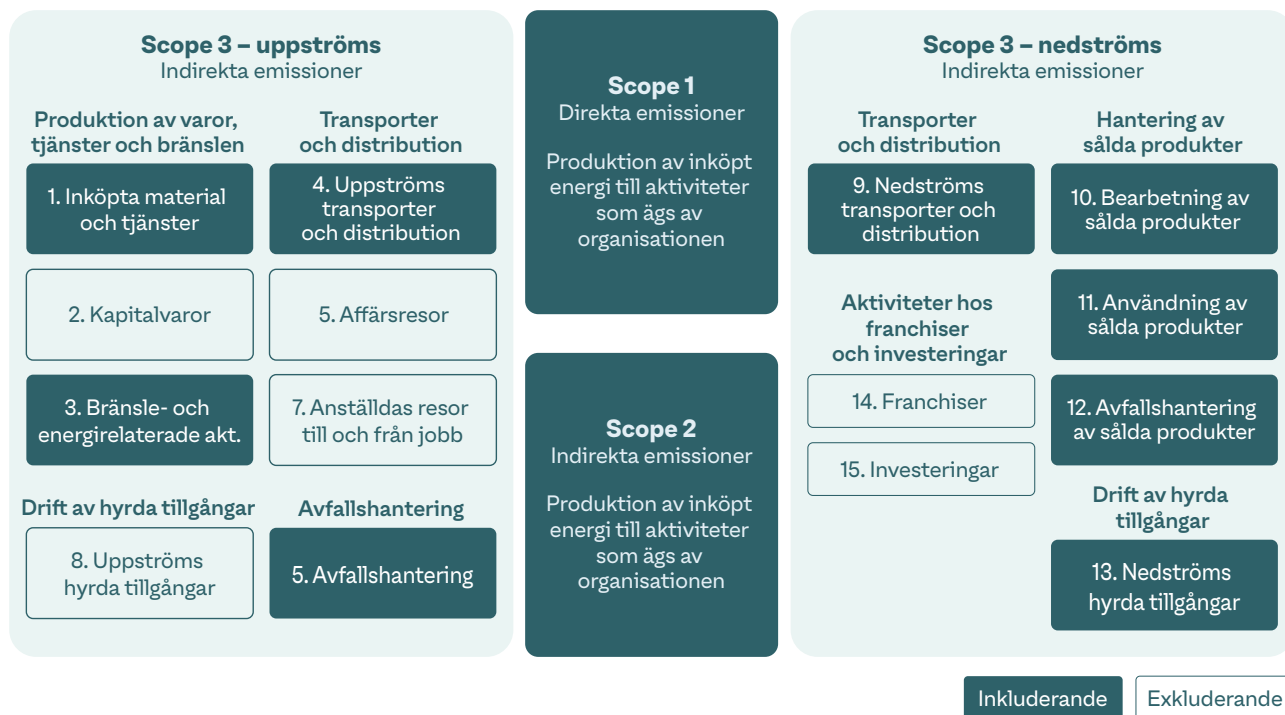 Scope 3 – uppströms
Indirekta emissioner
Produktion av varor,
tjänster och bränslen
1. Inköpta material
och tjänster
2. Kapitalvaror
3. Bränsle- och
energirelaterade akt.
Drift av hyrda tillgångar
8. Uppströms
hyrda tillgångar
Transporter
och distribution
4. Uppströms
transporter
och distribution
5. Affärsresor
7. Anställdas resor
till och från jobb
Avfallshantering
5. Avfallshantering
Scope 1
Direkta emissioner
Produktion av inköpt
energi till aktiviteter
som ägs av
organisationen
Scope 2
Indirekta emissioner
Produktion av inköpt
energi till aktiviteter
som ägs av
organisationen
Scope 3 – nedströms
Indirekta emissioner
Transporter
och distribution
9. Nedströms
transporter och
distribution
Aktiviteter hos
franchiser
och investeringar
14. Franchiser
15. Investeringar
Hantering av
sålda produkter
10. Bearbetning av
sålda produkter
11. Användning av
sålda produkter
12. Avfallshantering
av sålda produkter
Drift av hyrda
tillgångar
13. Nedströms
hyrda tillgångar
Inkluderande
Exkluderande